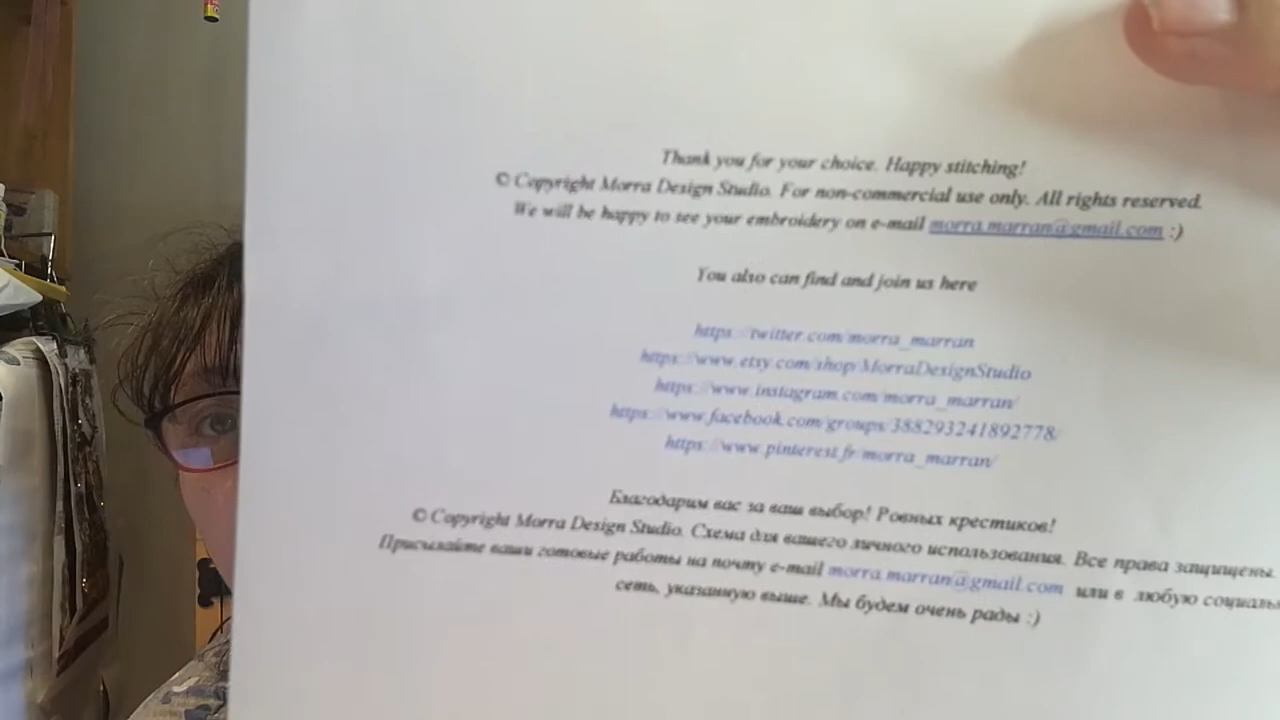 Thank you for your choice. Happy stitching!
© Copyright Morra Design Studio. For non-commercial use only. All rights reserved.
We will be happy to see your embroidery on e-mail morra.marran@gmail.com :)
You also can find and join us here
https://twitter.com/morra_marran
https://www.etsy.com/shop/MorraDesignStudio
https://www.instagram.com/morra_marran/
https://www.facebook.com/groups/388293241892778/
https://www.pinterest.fr/morra_marran/
Благодарим вас за ваш выбор! Ровных крестиков!
© Copyright Morra Design Studio. Схема для вашего личного использования. Все права защищены.
Присылайте ваши готовые работы на почту e-mail morra.marran@gmail.com или в любую социаль
сеть, указанную выше. Мы будем очень рады :)